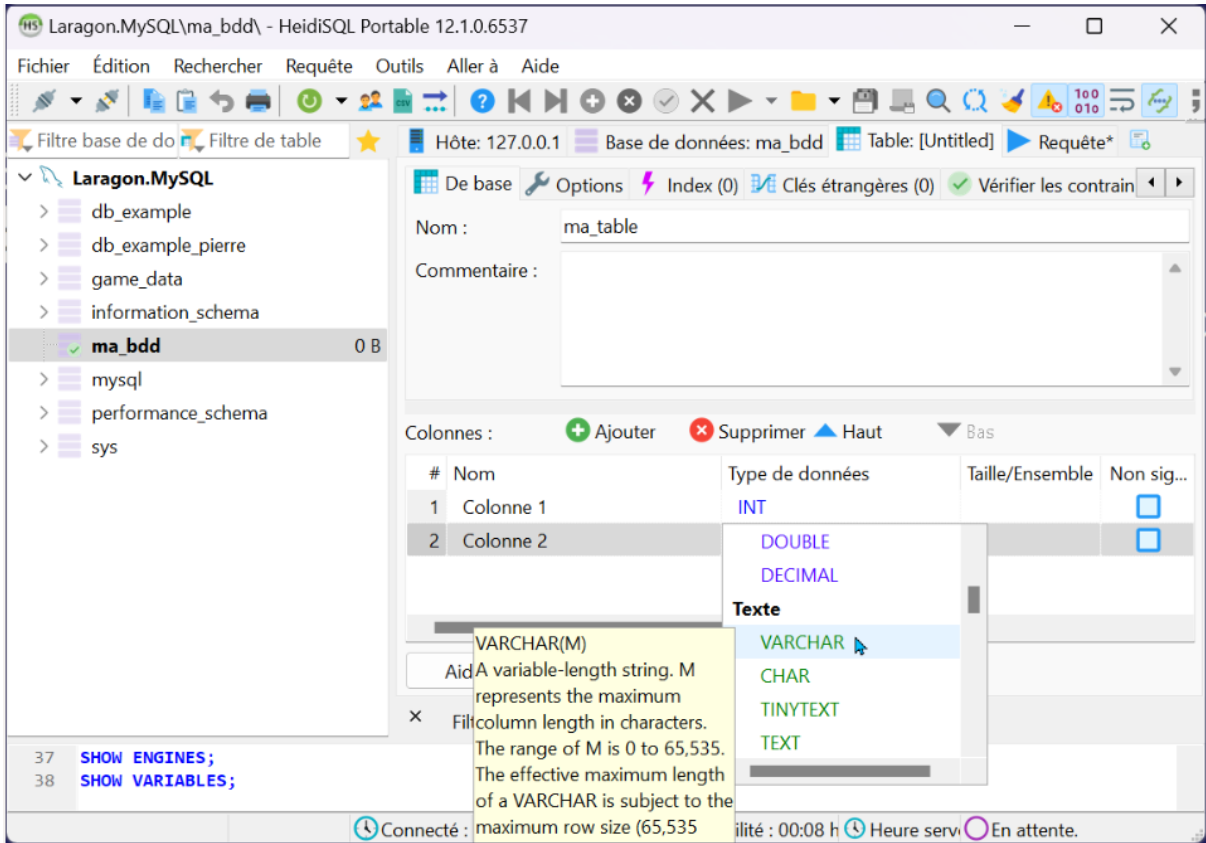 Laragon.MySQL\ma_bdd\ - HeidiSQL Portable 12.1.0.6537
Fichier Édition Rechercher Requête Outils Aller à Aide
Filtre base de do Filtre de table
Hôte: 127.0.0.1 Base de données: ma_bdd Table: [Untitled] Requête*
Laragon.MySQL
db_example
db_example_pierre
game_data
information_schema
ma_bdd 0 B
mysql
performance_schema
sys
De base Options Index (0) Clés étrangères (0) Vérifier les contrain
Nom : ma_table
Commentaire :
Colonnes : Ajouter Supprimer Haut Bas
# Nom Type de données Taille/Ensemble Non sig...
1 Colonne 1 INT
2 Colonne 2
DOUBLE
DECIMAL
Texte
VARCHAR
CHAR
TINYTEXT
TEXT
Aid
Filt
VARCHAR(M)
A variable-length string. M
represents the maximum
column length in characters.
The range of M is 0 to 65,535.
The effective maximum length
of a VARCHAR is subject to the
maximum row size (65,535
37 SHOW ENGINES;
38 SHOW VARIABLES;
Connecté : ilité : 00:08 h Heure serv En attente.